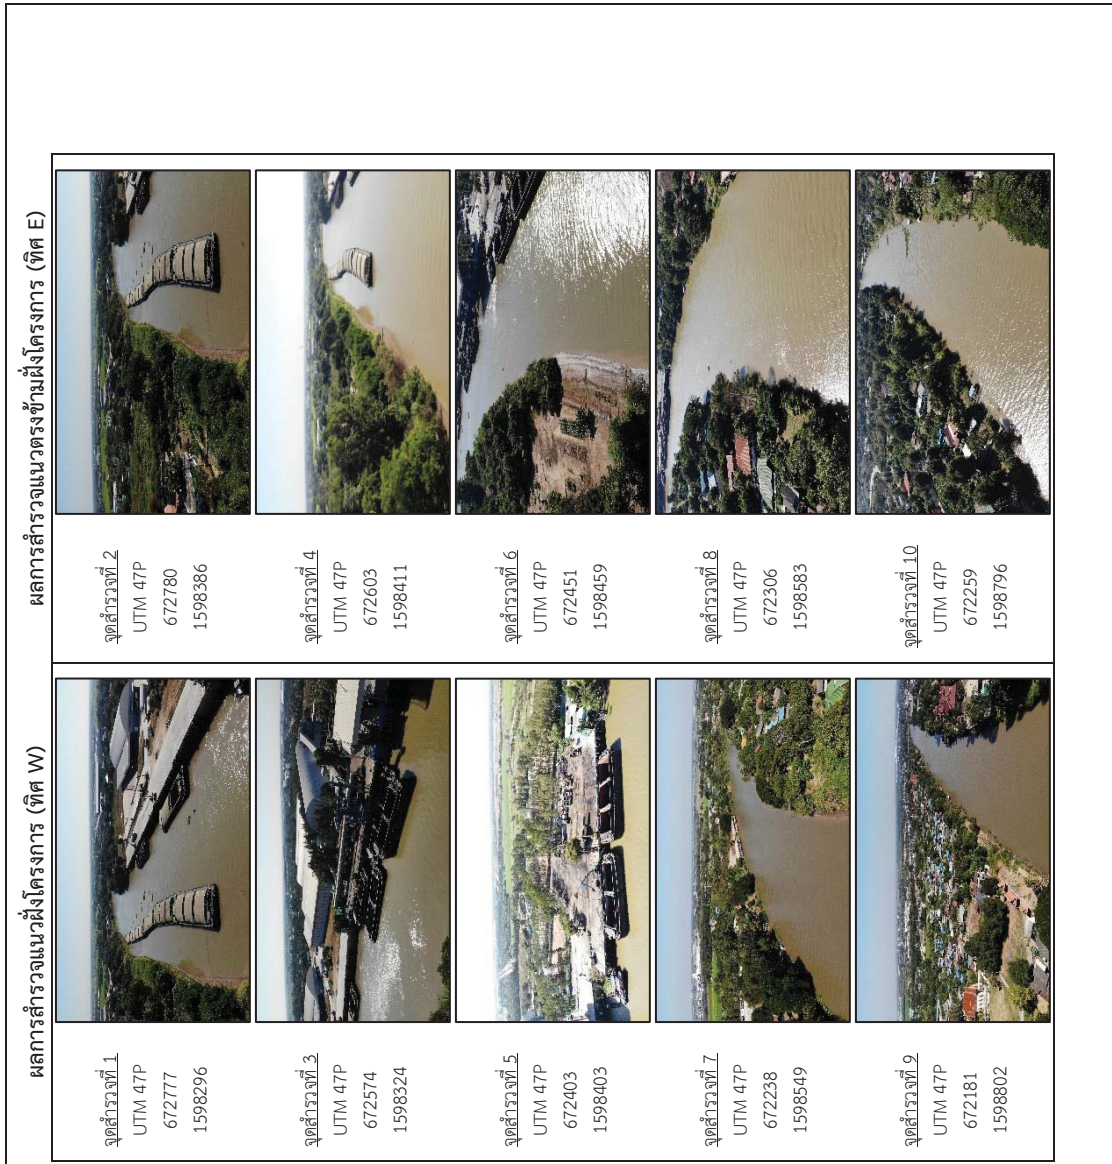 ผลการสำรวจแนวฝั่งโครงการ (ทิศ W)
ผลการสำรวจแนวตรงข้ามฝั่งโครงการ (ทิศ E)
จุดสำรวจที่ 1
UTM 47P
672777
1598296
จุดสำรวจที่ 2
UTM 47P
672780
1598386
จุดสำรวจที่ 3
UTM 47P
672574
1598324
จุดสำรวจที่ 4
UTM 47P
672603
1598411
จุดสำรวจที่ 5
UTM 47P
672403
1598403
จุดสำรวจที่ 6
UTM 47P
672451
1598459
จุดสำรวจที่ 7
UTM 47P
672238
1598549
จุดสำรวจที่ 8
UTM 47P
672306
1598583
จุดสำรวจที่ 9
UTM 47P
672181
1598802
จุดสำรวจที่ 10
UTM 47P
672259
1598796